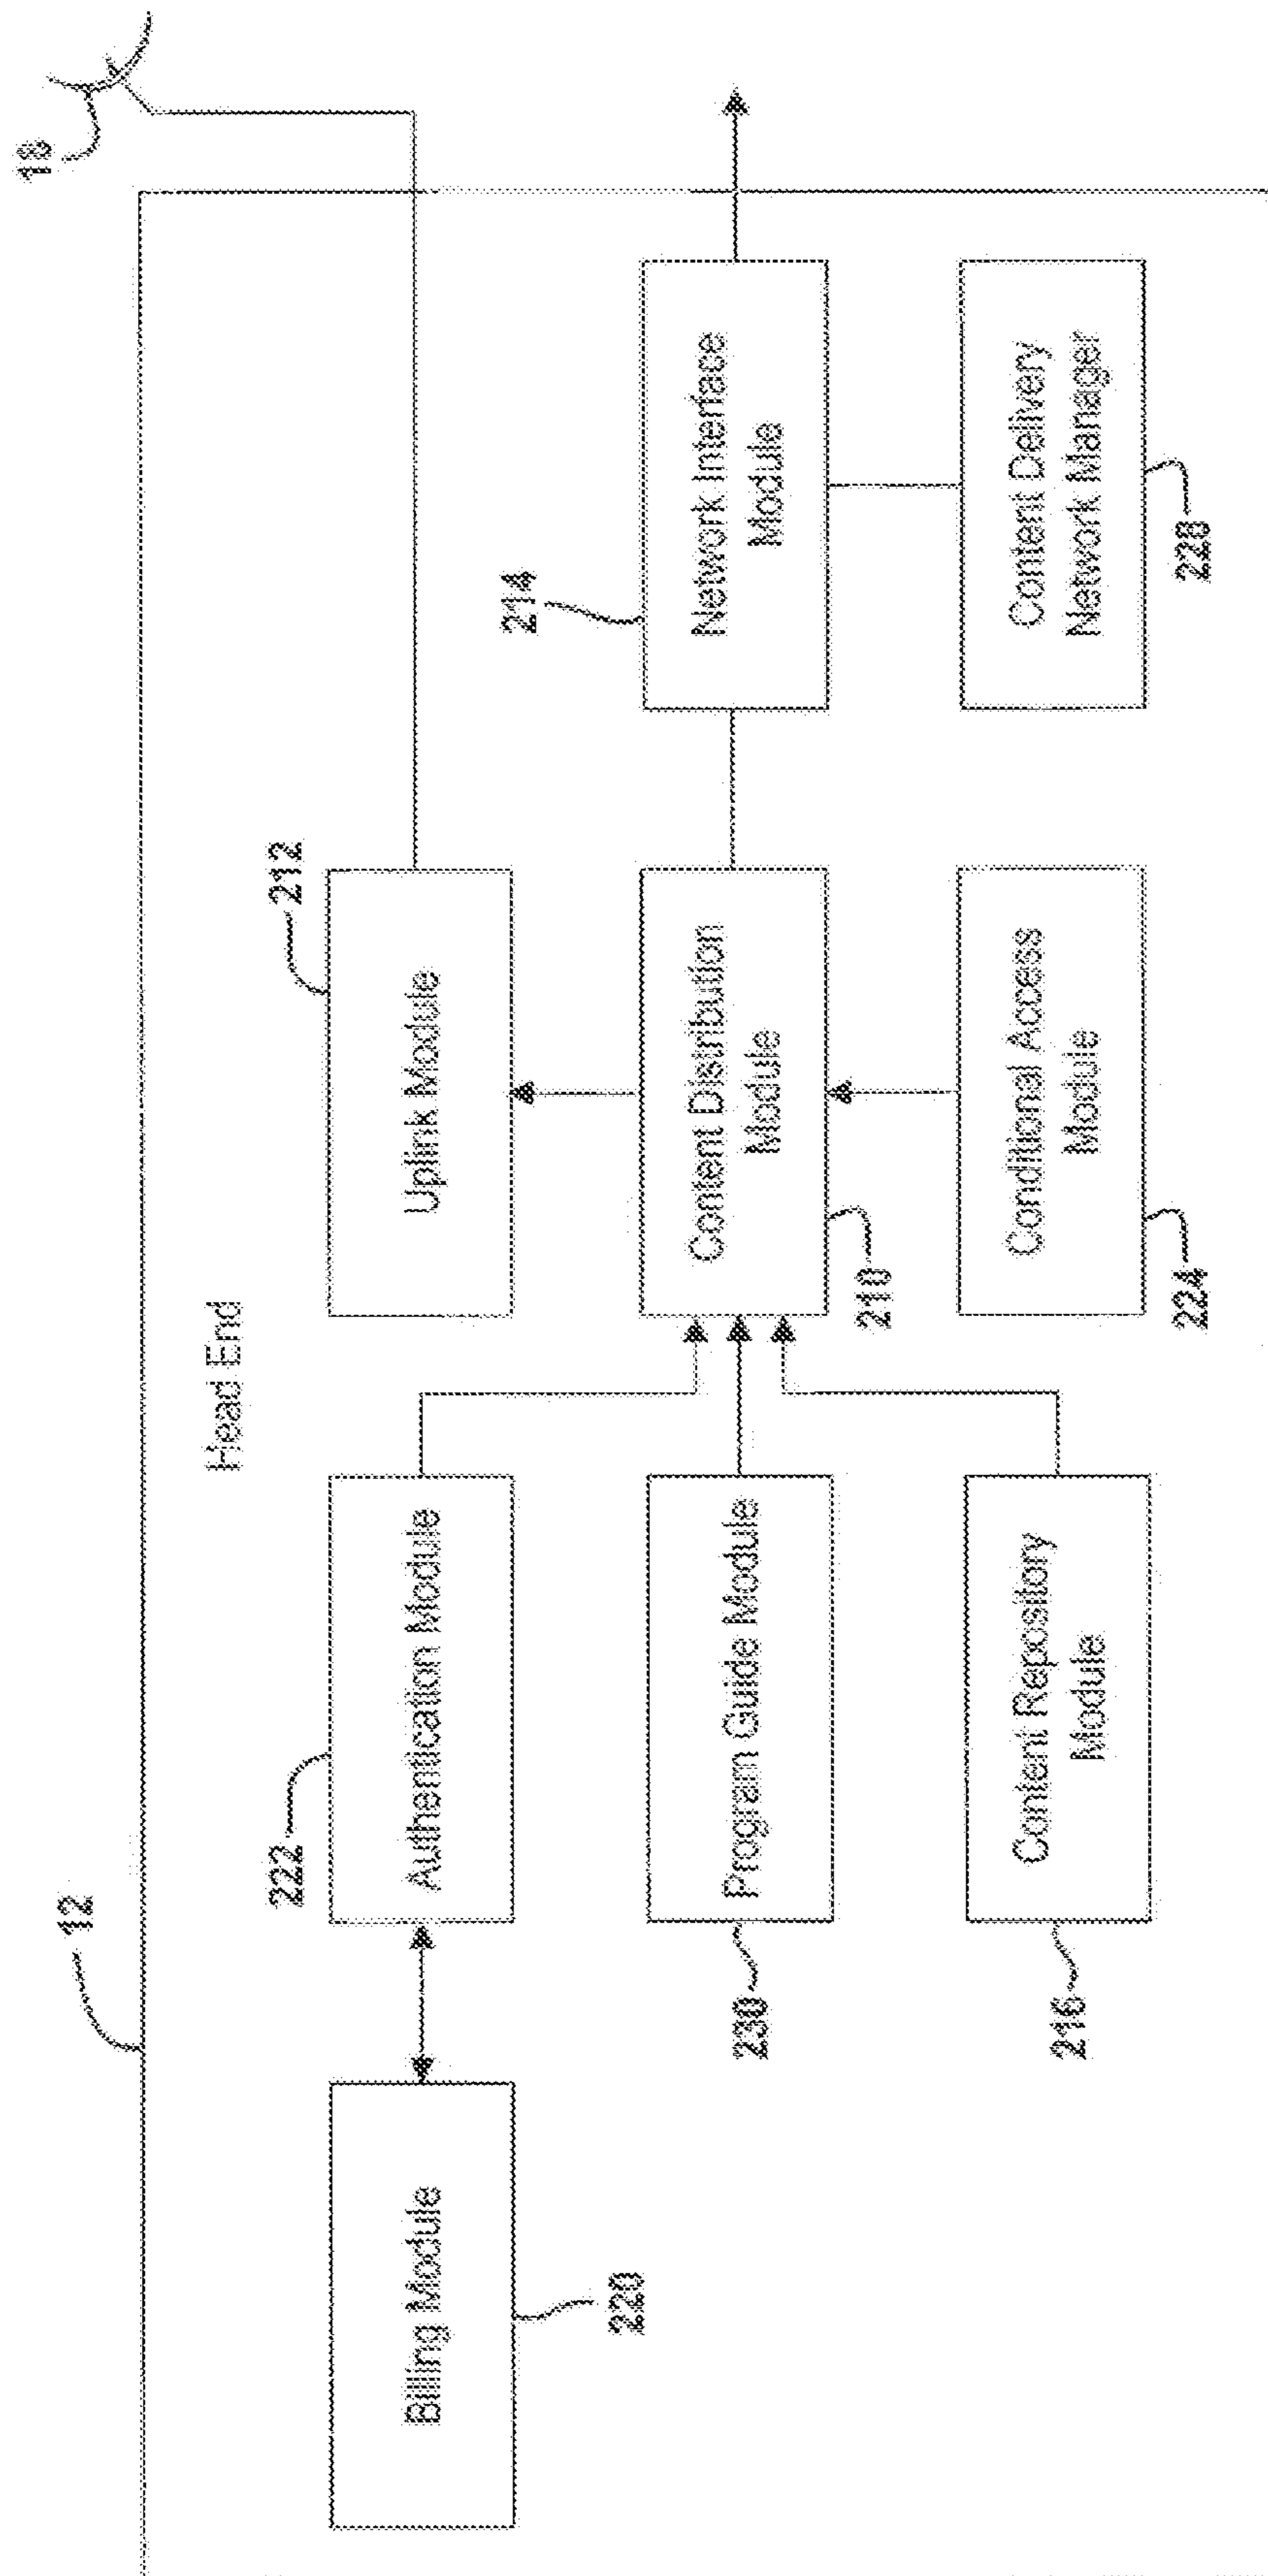 12
18
Head End
Billing Module
220
222
Authentication Module
212
Uplink Module
230
Program Guide Module
Content Distribution
Module
210
214
Network Interface
Module
216
Content Repository
Module
Conditional Access
Module
224
Content Delivery
Network Manager
228